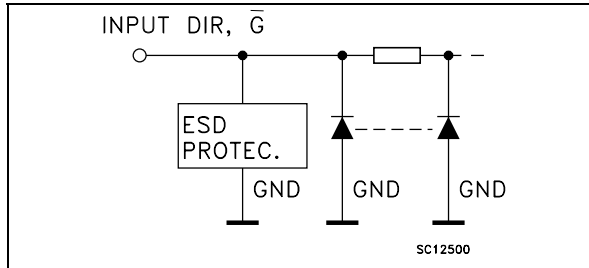 INPUT DIR, G̅
ESD
PROTEC.
GND
GND
GND
SC12500